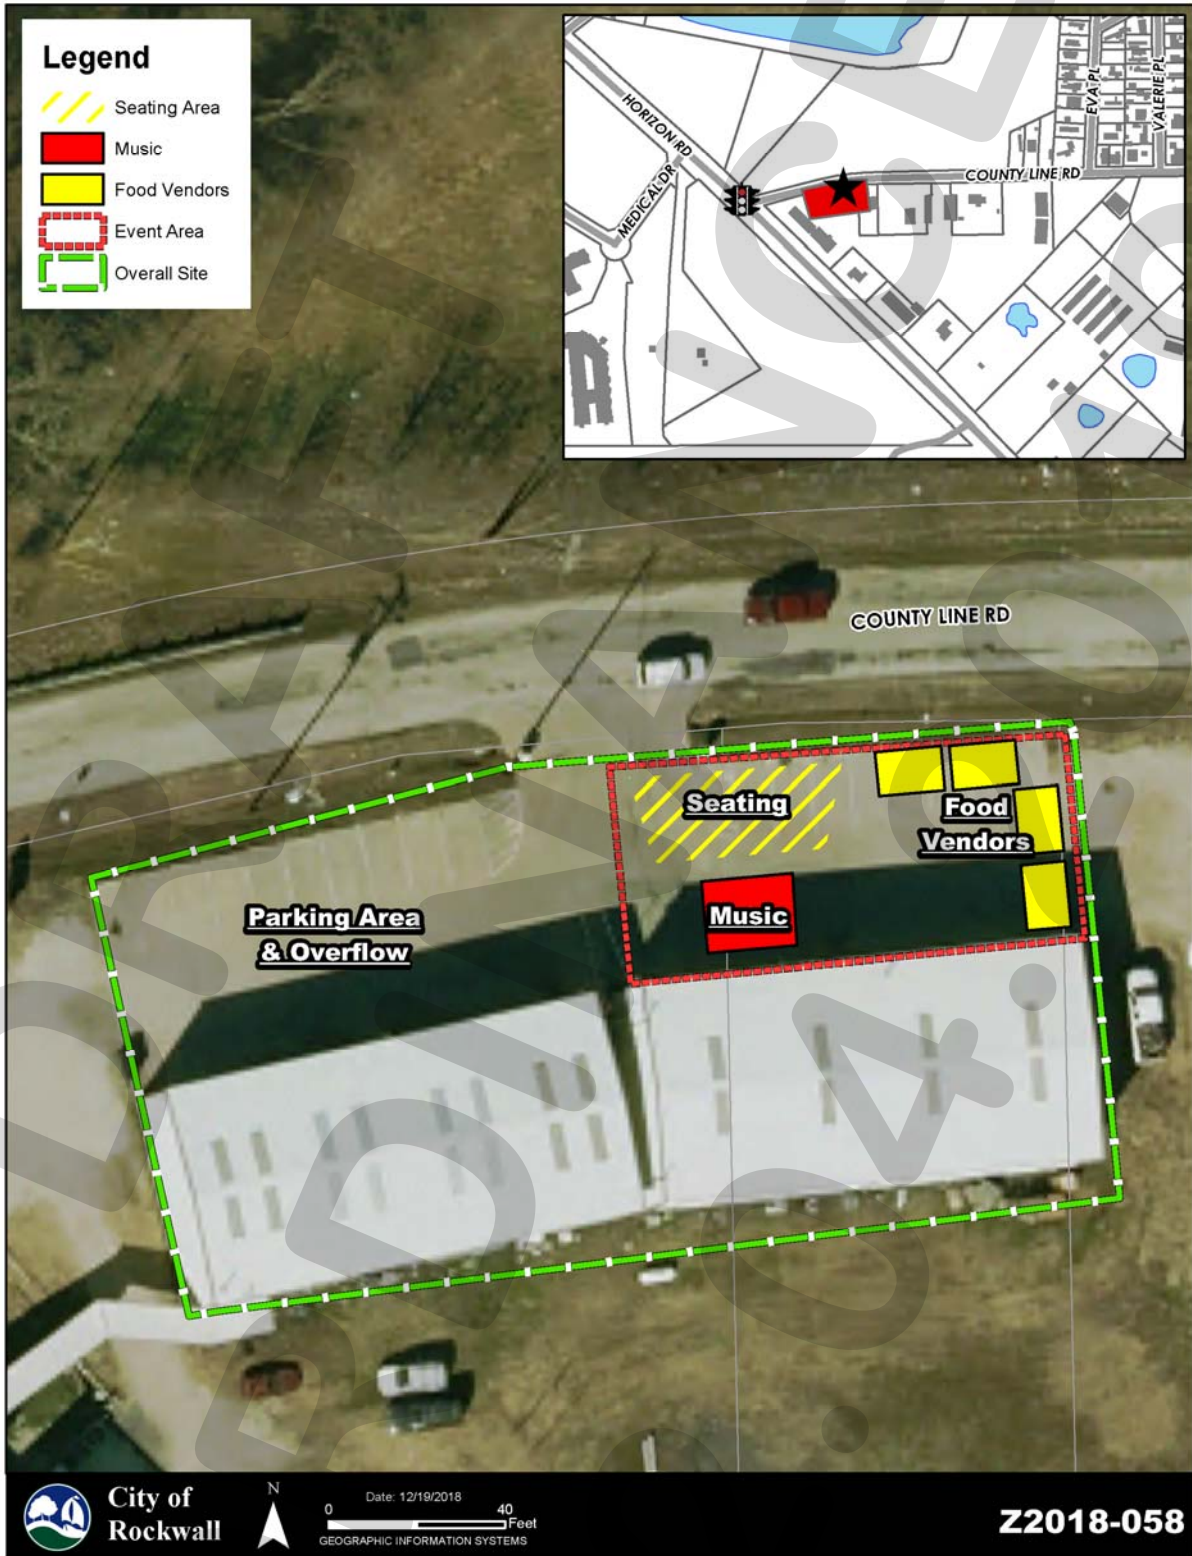 Legend
Seating Area
Music
Food Vendors
Event Area
Overall Site
HORIZON RD
MEDICAL DR
COUNTY LINE RD
EVA PL
VALERIE PL
COUNTY LINE RD
Seating
Food
Vendors
Music
Parking Area
& Overflow
City of
Rockwall
N
Date: 12/19/2018
0 40
Feet
GEOGRAPHIC INFORMATION SYSTEMS
Z2018-058
DRAFT